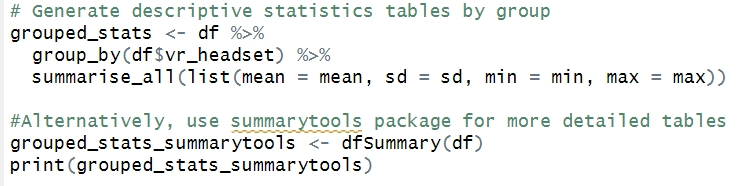 # Generate descriptive statistics tables by group
grouped_stats <- df %>%
  group_by(df$vr_headset) %>%
  summarise_all(list(mean = mean, sd = sd, min = min, max = max))

#Alternatively, use summarytools package for more detailed tables
grouped_stats_summarytools <- dfSummary(df)
print(grouped_stats_summarytools)